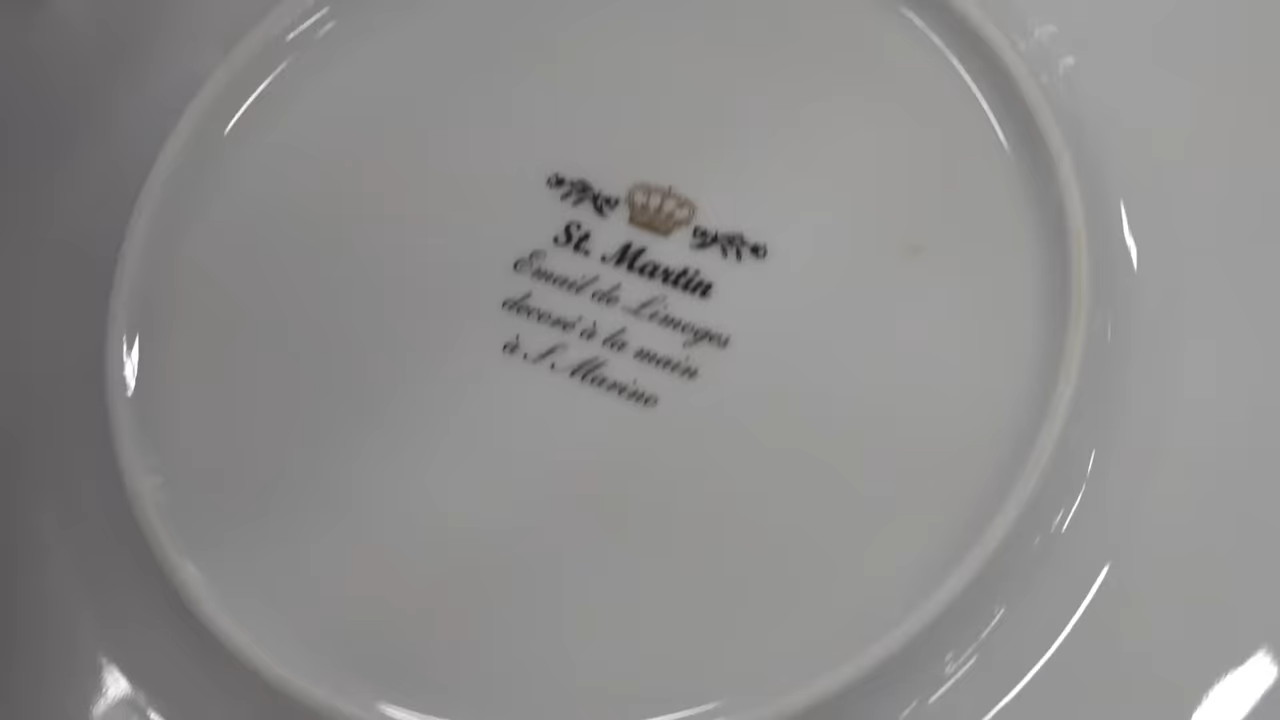 St. Martin
Email de Limoges
decoré à la main
à S. Marino